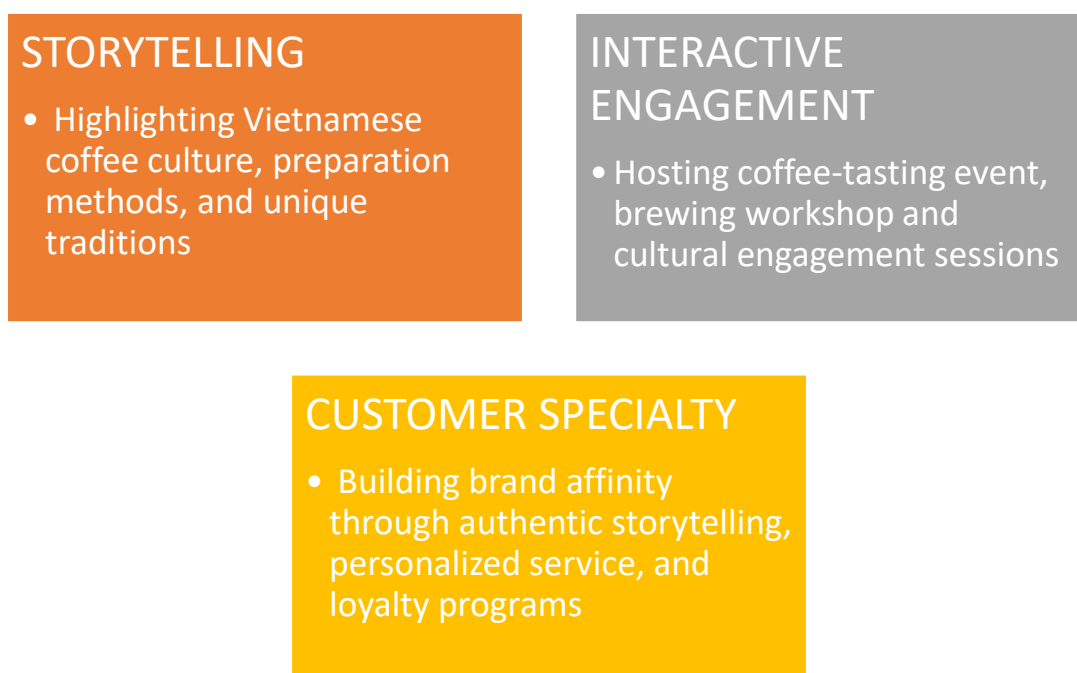 STORYTELLING
• Highlighting Vietnamese
coffee culture, preparation
methods, and unique
traditions
INTERACTIVE
ENGAGEMENT
• Hosting coffee-tasting event,
brewing workshop and
cultural engagement sessions
CUSTOMER SPECIALTY
• Building brand affinity
through authentic storytelling,
personalized service, and
loyalty programs